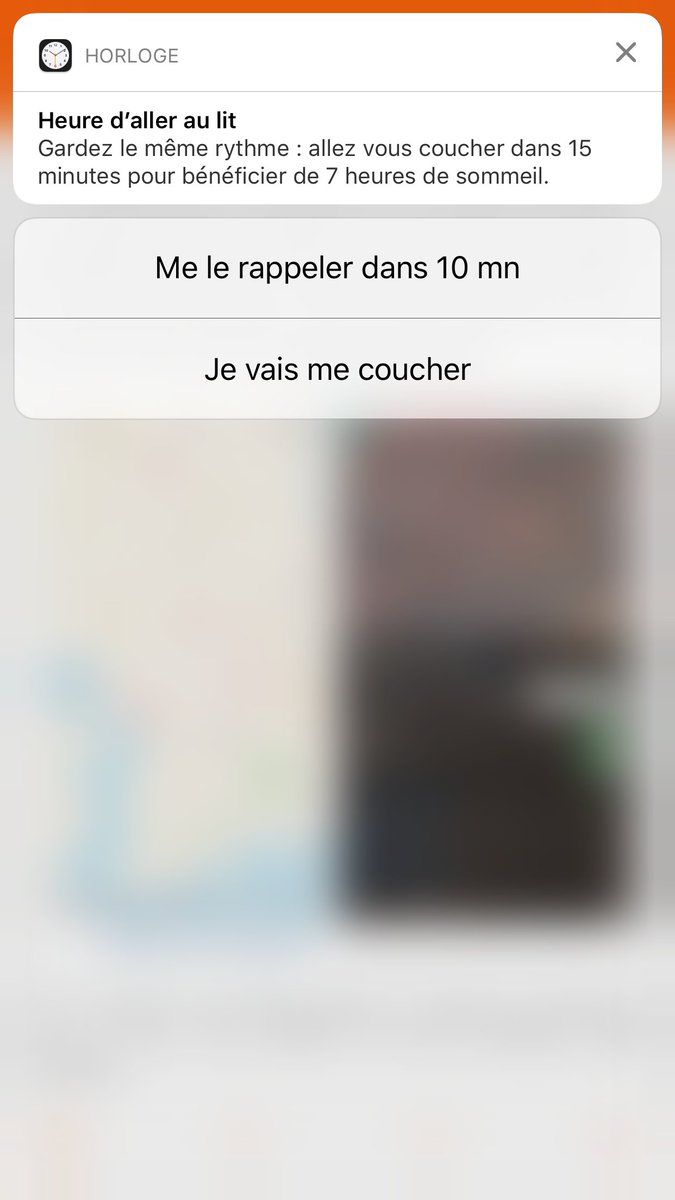 HORLOGE
Heure d’aller au lit
Gardez le même rythme : allez vous coucher dans 15
minutes pour bénéficier de 7 heures de sommeil.
Me le rappeler dans 10 mn
Je vais me coucher